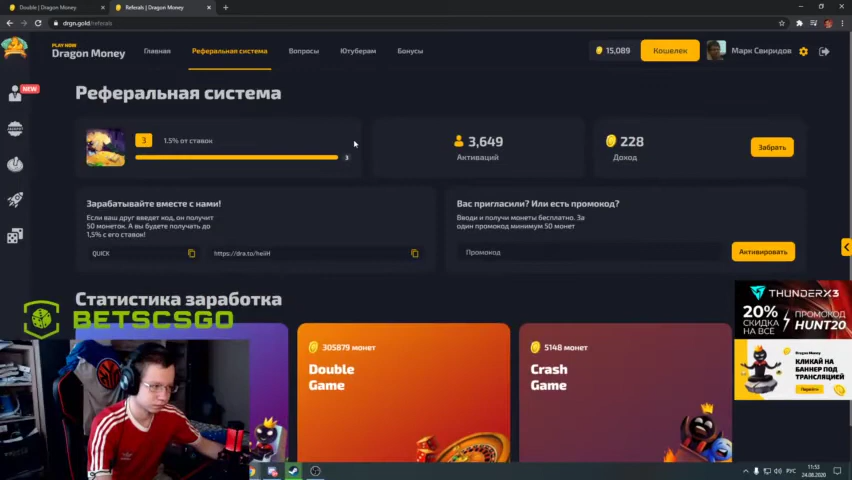 Double | Dragon Money
Referals | Dragon Money
drgn.gold/referals
PLAY NOW
Dragon Money
Главная
Реферальная система
Вопросы
Ютуберам
Бонусы
15,089
Кошелек
Марк Свиридов
NEW
JACKPOT
Реферальная система
3
1.5% от ставок
3
3,649
Активаций
228
Доход
Забрать
Зарабатывайте вместе с нами!
Если ваш друг введет код, он получит
50 монеток. А вы будете получать до
1,5% с его ставок!
QUICK
https://dra.to/heiiH
Вас пригласили? Или есть промокод?
Вводи и получи монеты бесплатно. За
один промокод минимум 50 монет
Промокод
Активировать
Статистика заработка
BETSCSGO
305879 монет
Double
Game
5148 монет
Crash
Game
THUNDERX3
20%
СКИДКА
НА ВСЕ
ПРОМОКОД
HUNT20
Dragon Money
КЛИКАЙ НА
БАННЕР ПОД
ТРАНСЛЯЦИЕЙ
Перейти
РУС
11:53
24.08.2020